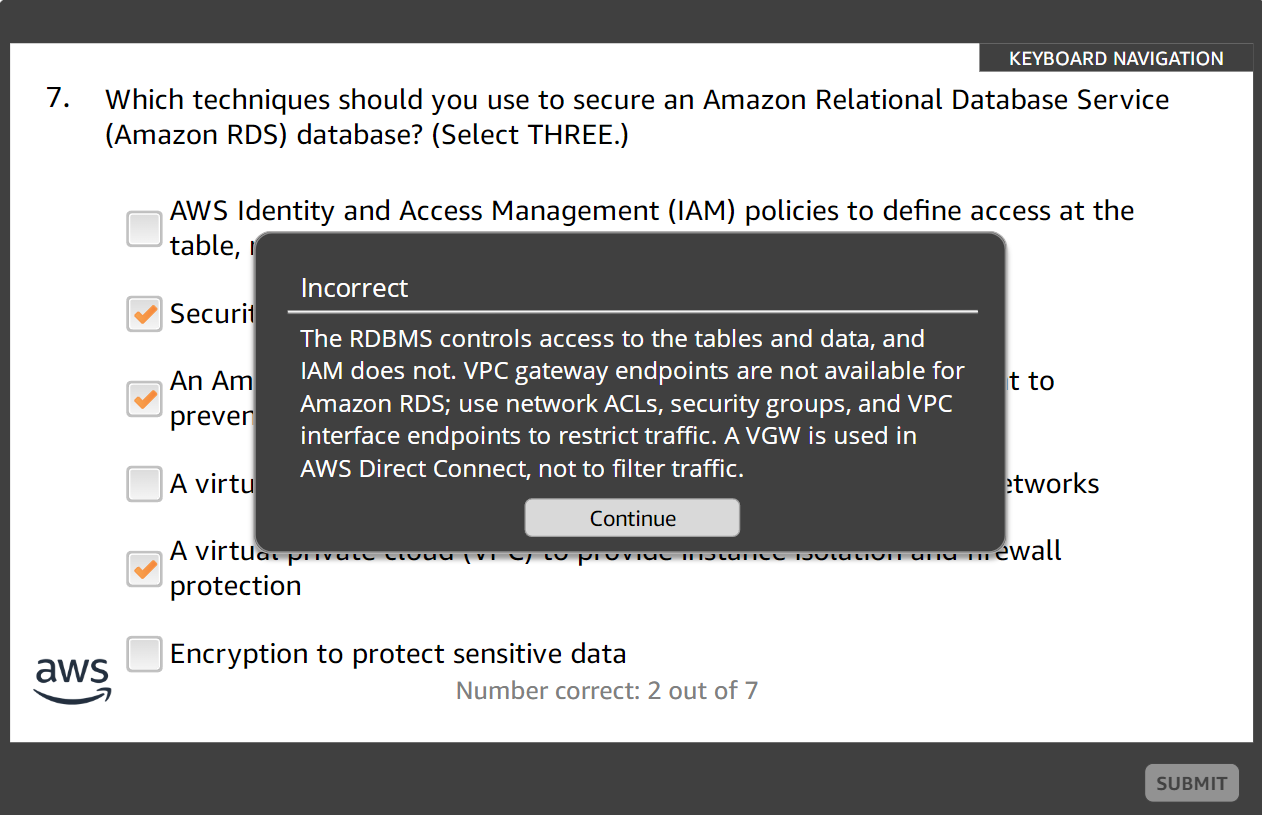 KEYBOARD NAVIGATION
7. Which techniques should you use to secure an Amazon Relational Database Service
(Amazon RDS) database? (Select THREE.)
AWS Identity and Access Management (IAM) policies to define access at the
table,
Securit
An Am t to
preven
A virtu etworks
A virtual private cloud (VPC) to provide instance isolation and firewall
protection
Encryption to protect sensitive data
Incorrect
The RDBMS controls access to the tables and data, and
IAM does not. VPC gateway endpoints are not available for
Amazon RDS; use network ACLs, security groups, and VPC
interface endpoints to restrict traffic. A VGW is used in
AWS Direct Connect, not to filter traffic.
Continue
aws
Number correct: 2 out of 7
SUBMIT